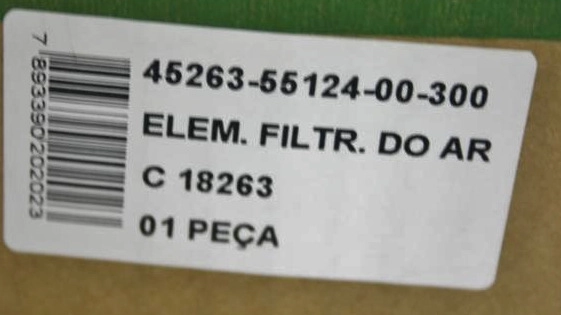 45263-55124-00-300
ELEM. FILTR. DO AR
C 18263
01 PEÇA
7 893390 202023